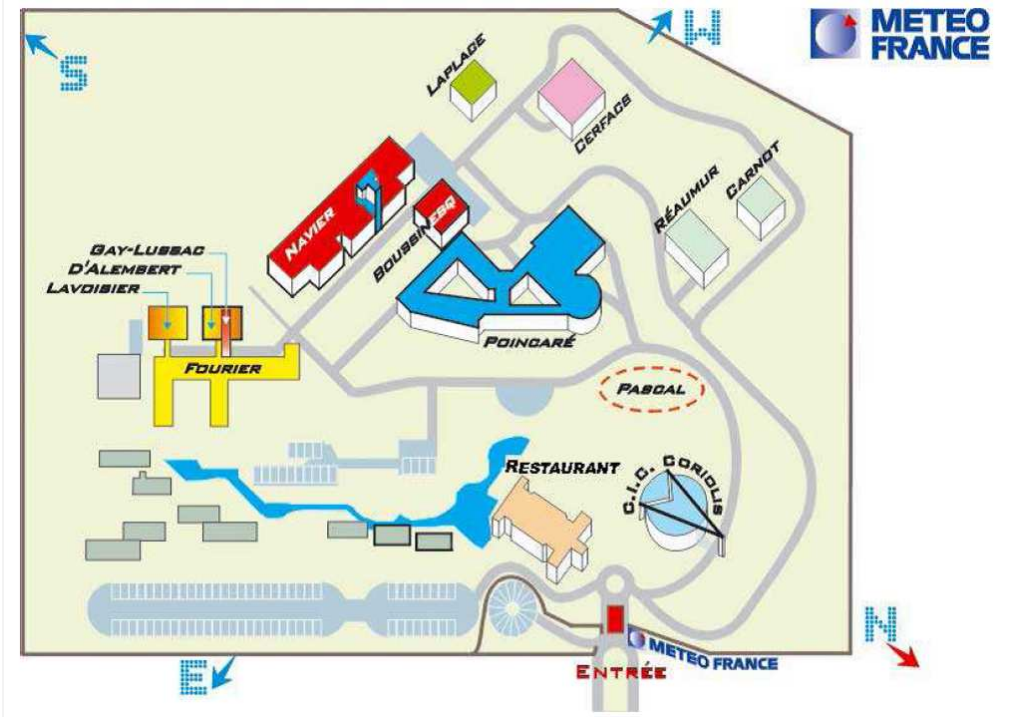 W
METEO
FRANCE
S
LAPLACE
CERFACS
CARNOT
RÉAUMUR
NAVIER
BOUSSINESQ
GAY-LUSSAC
D'ALEMBERT
LAVOISIER
POINCARÉ
FOURIER
PASCAL
RESTAURANT
C.I.C. CORIOLIS
N
METEO FRANCE
E
ENTRÉE